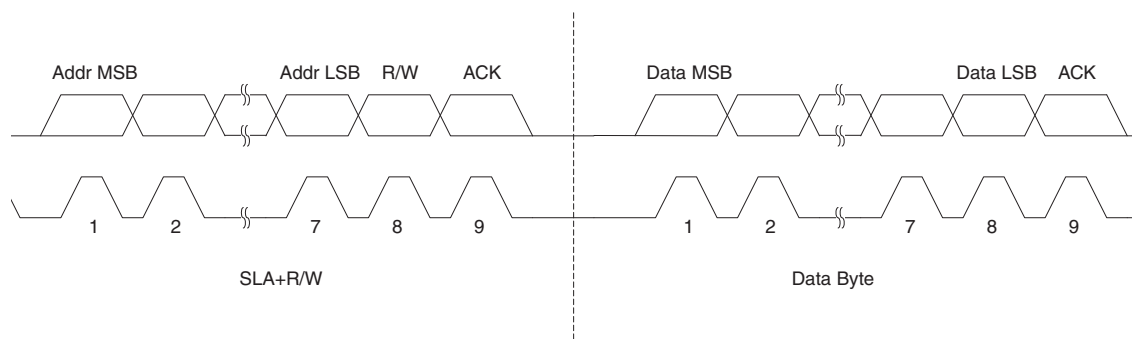 Addr MSB Addr LSB R/W ACK Data MSB Data LSB ACK
1 2 7 8 9 1 2 7 8 9
SLA+R/W Data Byte